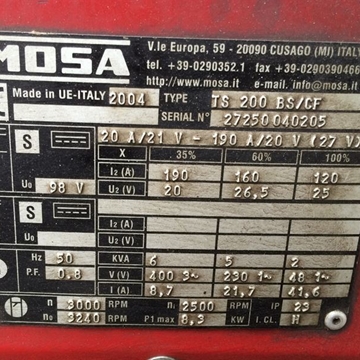 MOSA
V.le Europa, 59 - 20090 CUSAGO (MI) ITALY
tel. +39-0290352.1 - fax +39-0290390466
http://www.mosa.it e-mail. info@mosa.it
Made in UE-ITALY 2004 TYPE TS 200 BS/CF
SERIAL N° 27250 040205
S 20 A/21 V - 190 A/20 V (27 V)
X 35% 60% 100%
I2 (A) 190 160 120
U0 98 V U2 (V) 20 26,5 25
S
I2 (A)
U0 U2 (V)
Hz 50 KVA 6 5 2
P.F. 0.8 V (V) 400 3~ 230 1~ 48 1~
I (A) 8,7 21,7 41,6
n 3000 RPM n1 2500 RPM IP 23
n0 3240 RPM P1 max 8,3 KW I. CL. H